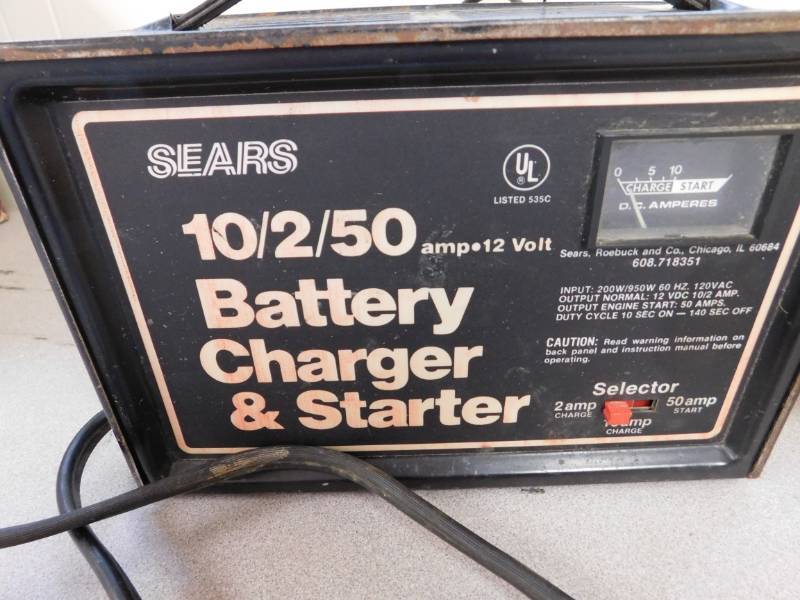 SEARS
UL
®
LISTED 535C
0 5 10
CHARGE START
D.C. AMPERES
10/2/50 amp•12 Volt
Battery
Charger
& Starter
Sears, Roebuck and Co., Chicago, IL 60684
608.718351
INPUT: 200W/950W 60 HZ. 120VAC
OUTPUT NORMAL: 12 VDC 10/2 AMP.
OUTPUT ENGINE START: 50 AMPS.
DUTY CYCLE 10 SEC ON — 140 SEC OFF
CAUTION: Read warning information on
back panel and instruction manual before
operating.
Selector
2 amp
CHARGE
50 amp
START
10amp
CHARGE